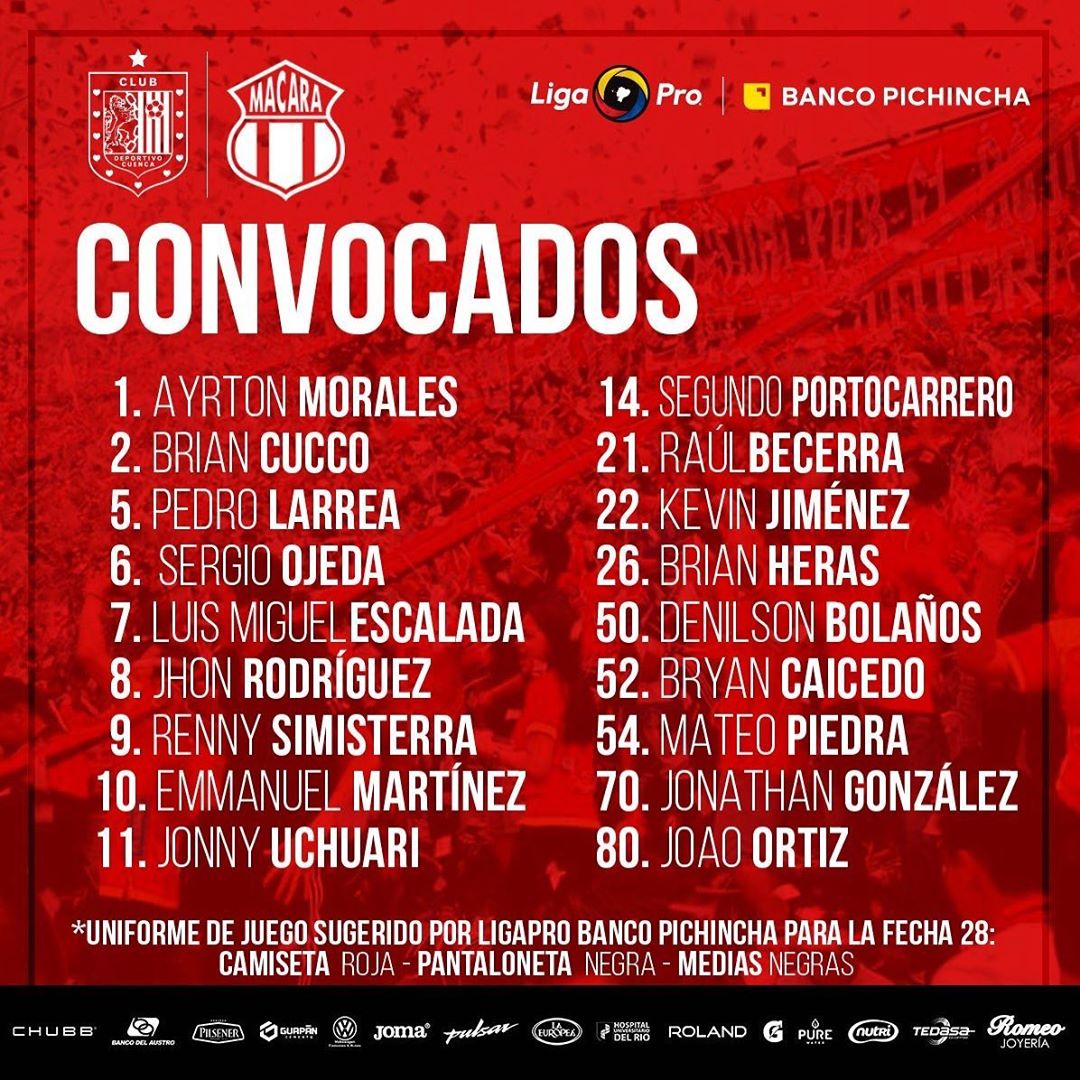 CLUB
DEPORTIVO
CUENCA
MACARA
Liga Pro
BANCO PICHINCHA
CONVOCADOS
1. AYRTON MORALES
2. BRIAN CUCCO
5. PEDRO LARREA
6. SERGIO OJEDA
7. LUIS MIGUEL ESCALADA
8. JHON RODRÍGUEZ
9. RENNY SIMISTERRA
10. EMMANUEL MARTÍNEZ
11. JONNY UCHUARI
14. SEGUNDO PORTOCARRERO
21. RAÚL BECERRA
22. KEVIN JIMÉNEZ
26. BRIAN HERAS
50. DENILSON BOLAÑOS
52. BRYAN CAICEDO
54. MATEO PIEDRA
70. JONATHAN GONZÁLEZ
80. JOAO ORTIZ
*UNIFORME DE JUEGO SUGERIDO POR LIGAPRO BANCO PICHINCHA PARA LA FECHA 28:
CAMISETA ROJA - PANTALONETA NEGRA - MEDIAS NEGRAS
CHUBB
BANCO DEL AUSTRO
PILSENER
GURPAN
Joma
pulsar
LA EUROPEA
HOSPITAL
UNIVERSITARIO
DEL RIO
ROLAND
G
PURE
WATER
nutri
TEDASA
Romeo
JOYERÍA